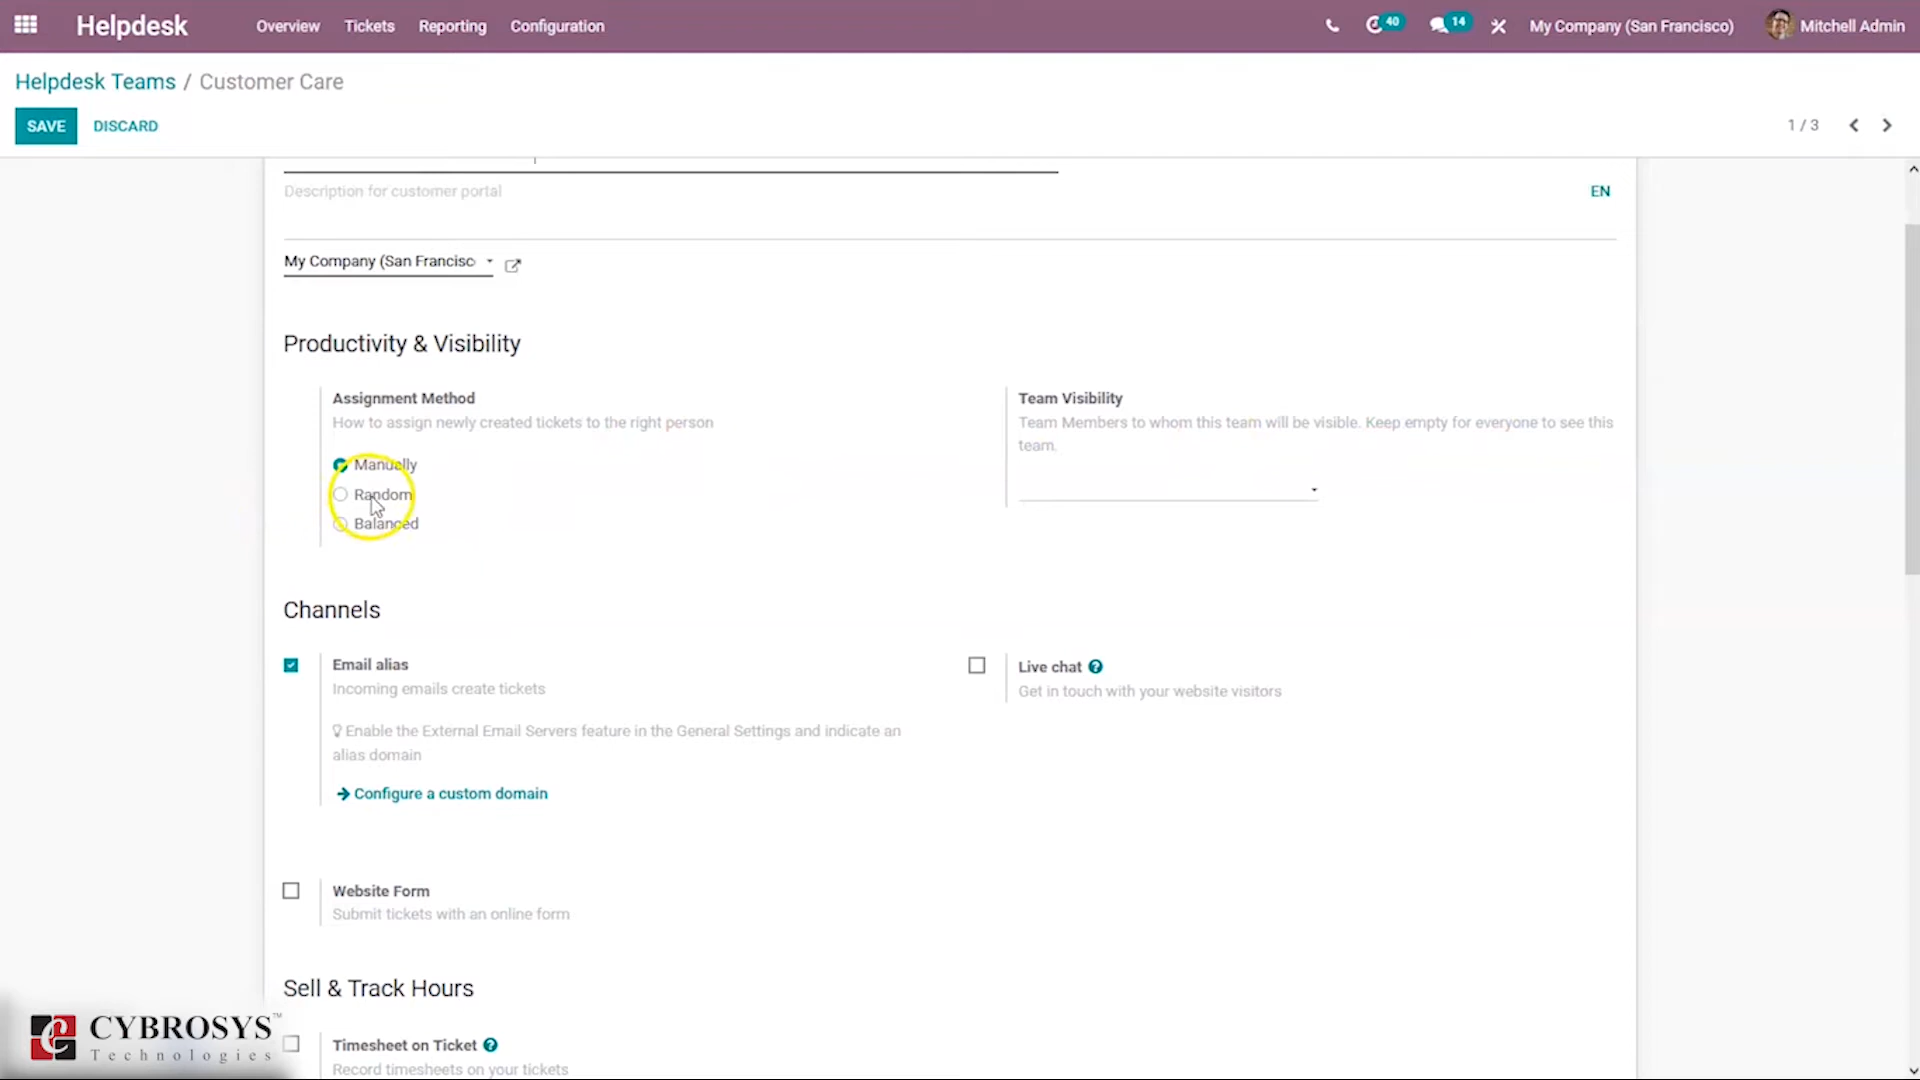 Helpdesk Overview Tickets Reporting Configuration 40 14 My Company (San Francisco) Mitchell Admin
Helpdesk Teams / Customer Care
SAVE DISCARD 1 / 3
Description for customer portal EN
My Company (San Francisc
Productivity & Visibility
Assignment Method
How to assign newly created tickets to the right person
Manually
Random
Balanced
Team Visibility
Team Members to whom this team will be visible. Keep empty for everyone to see this
team.
Channels
Email alias
Incoming emails create tickets
Enable the External Email Servers feature in the General Settings and indicate an
alias domain
Configure a custom domain
Live chat ?
Get in touch with your website visitors
Website Form
Submit tickets with an online form
Sell & Track Hours
Timesheet on Ticket ?
Record timesheets on your tickets
CYBROSYS™
Technologies